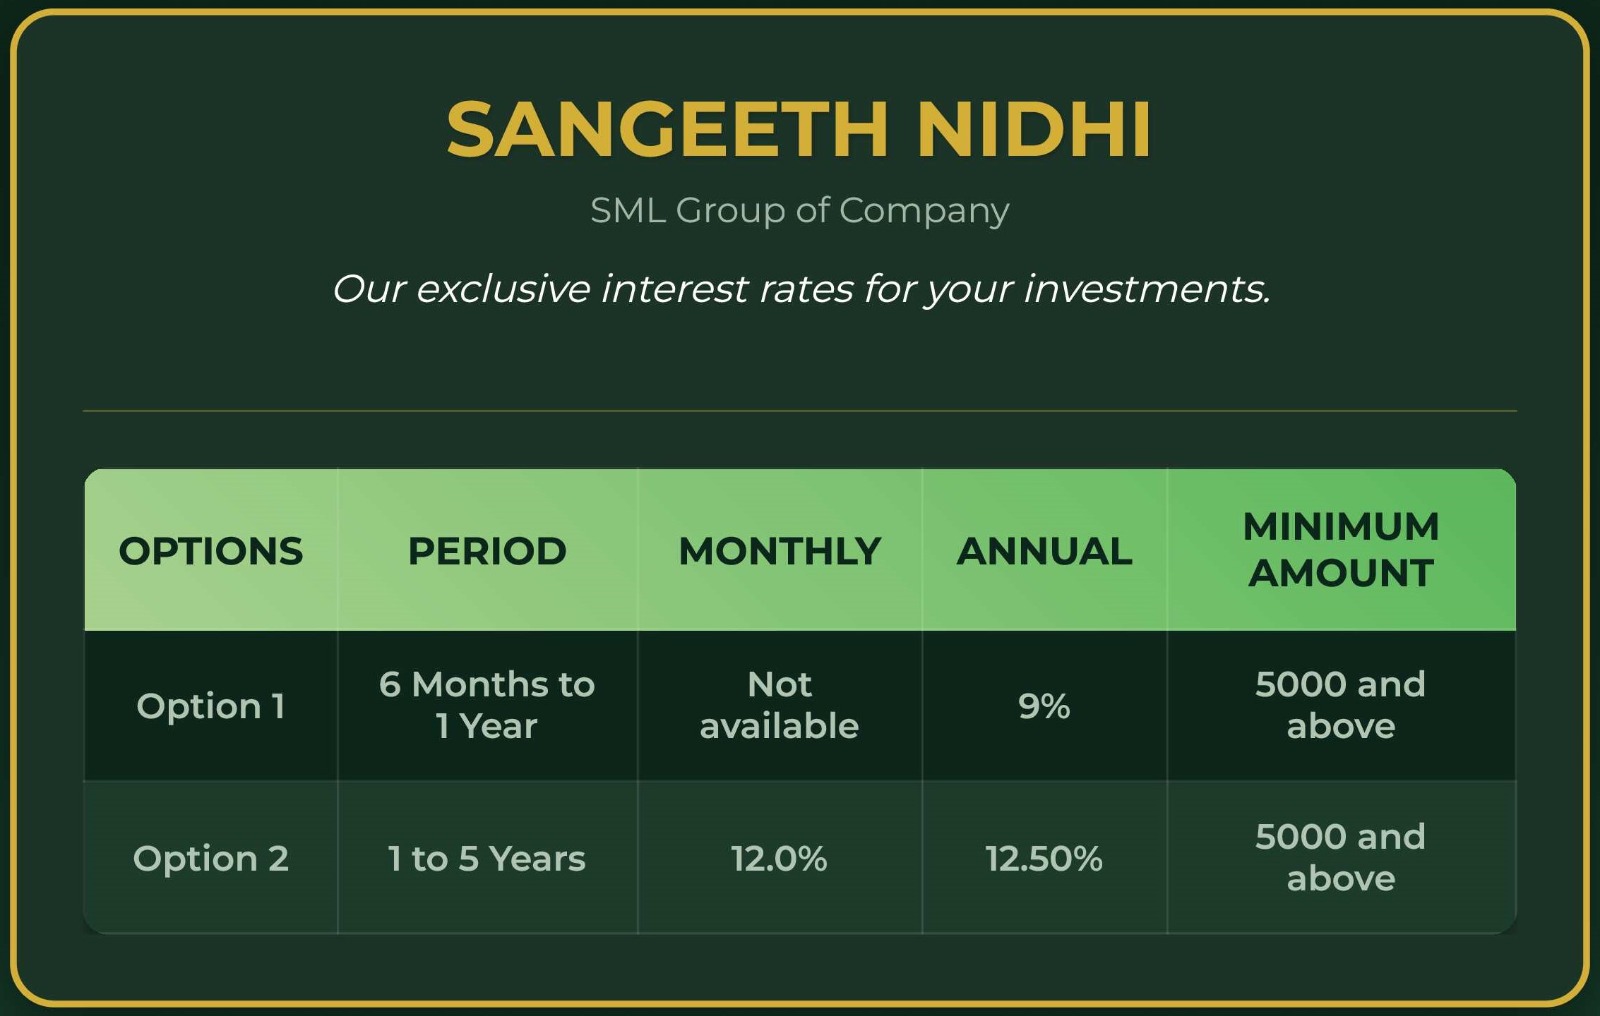 SANGEETH NIDHI
SML Group of Company
Our exclusive interest rates for your investments.
OPTIONS PERIOD MONTHLY ANNUAL MINIMUM AMOUNT
Option 1 6 Months to 1 Year Not available 9% 5000 and above
Option 2 1 to 5 Years 12.0% 12.50% 5000 and above